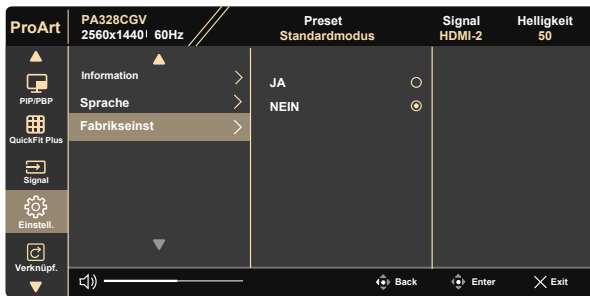 ProArt
PA328CGV
2560x1440 60Hz
Preset
Standardmodus
Signal
HDMI-2
Helligkeit
50
PIP/PBP
QuickFit Plus
Signal
Einstell.
Verknüpf.
Information
Sprache
Fabrikseinst
JA
NEIN
Back
Enter
Exit